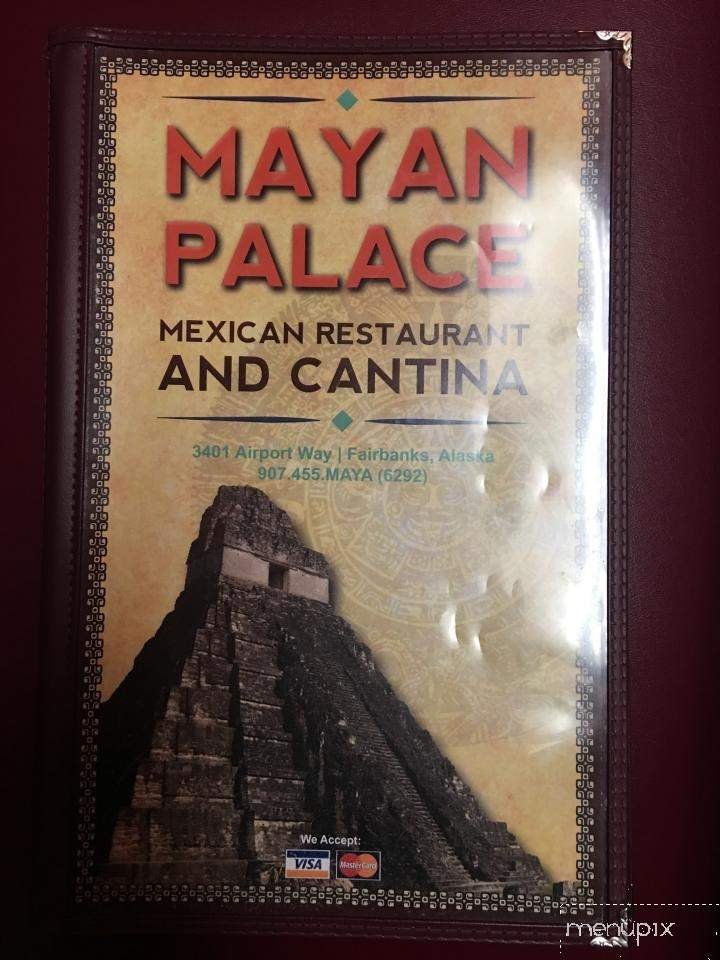 MAYAN
PALACE
MEXICAN RESTAURANT
AND CANTINA
3401 Airport Way | Fairbanks, Alaska
907.455.MAYA (6292)
We Accept:
VISA
MasterCard
menupix